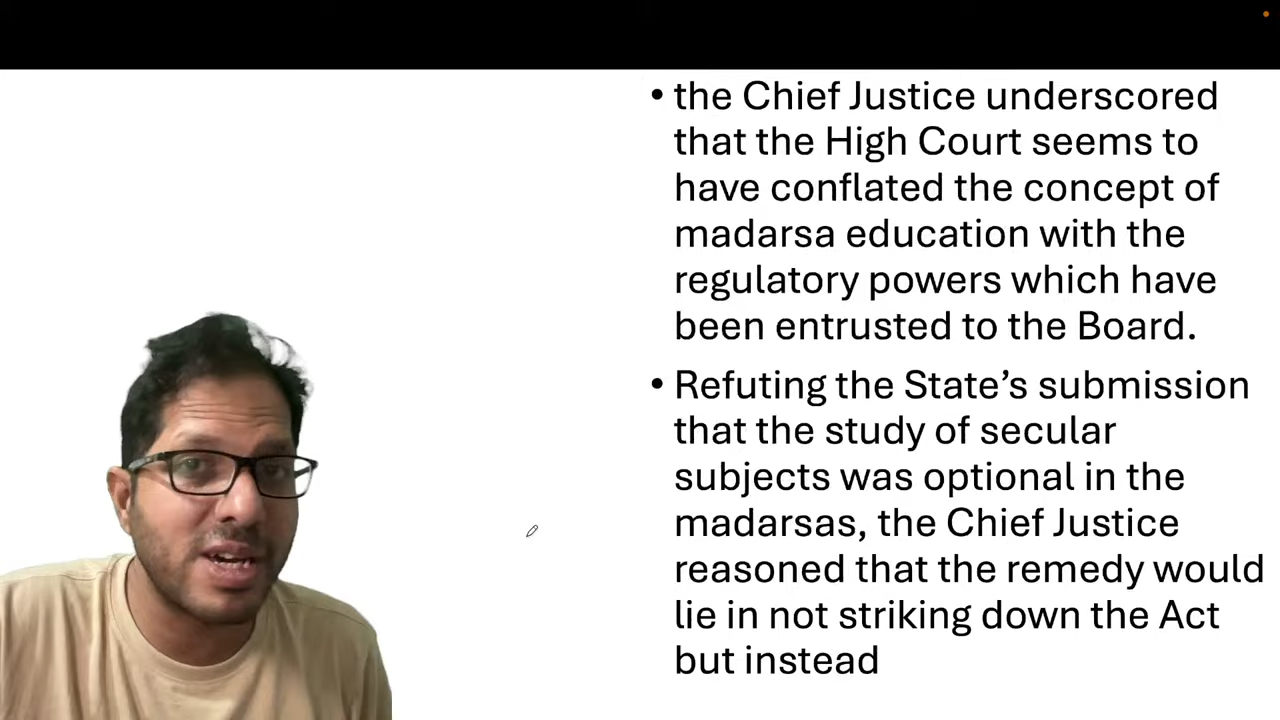 • the Chief Justice underscored
that the High Court seems to
have conflated the concept of
madarsa education with the
regulatory powers which have
been entrusted to the Board.
• Refuting the State’s submission
that the study of secular
subjects was optional in the
madarsas, the Chief Justice
reasoned that the remedy would
lie in not striking down the Act
but instead